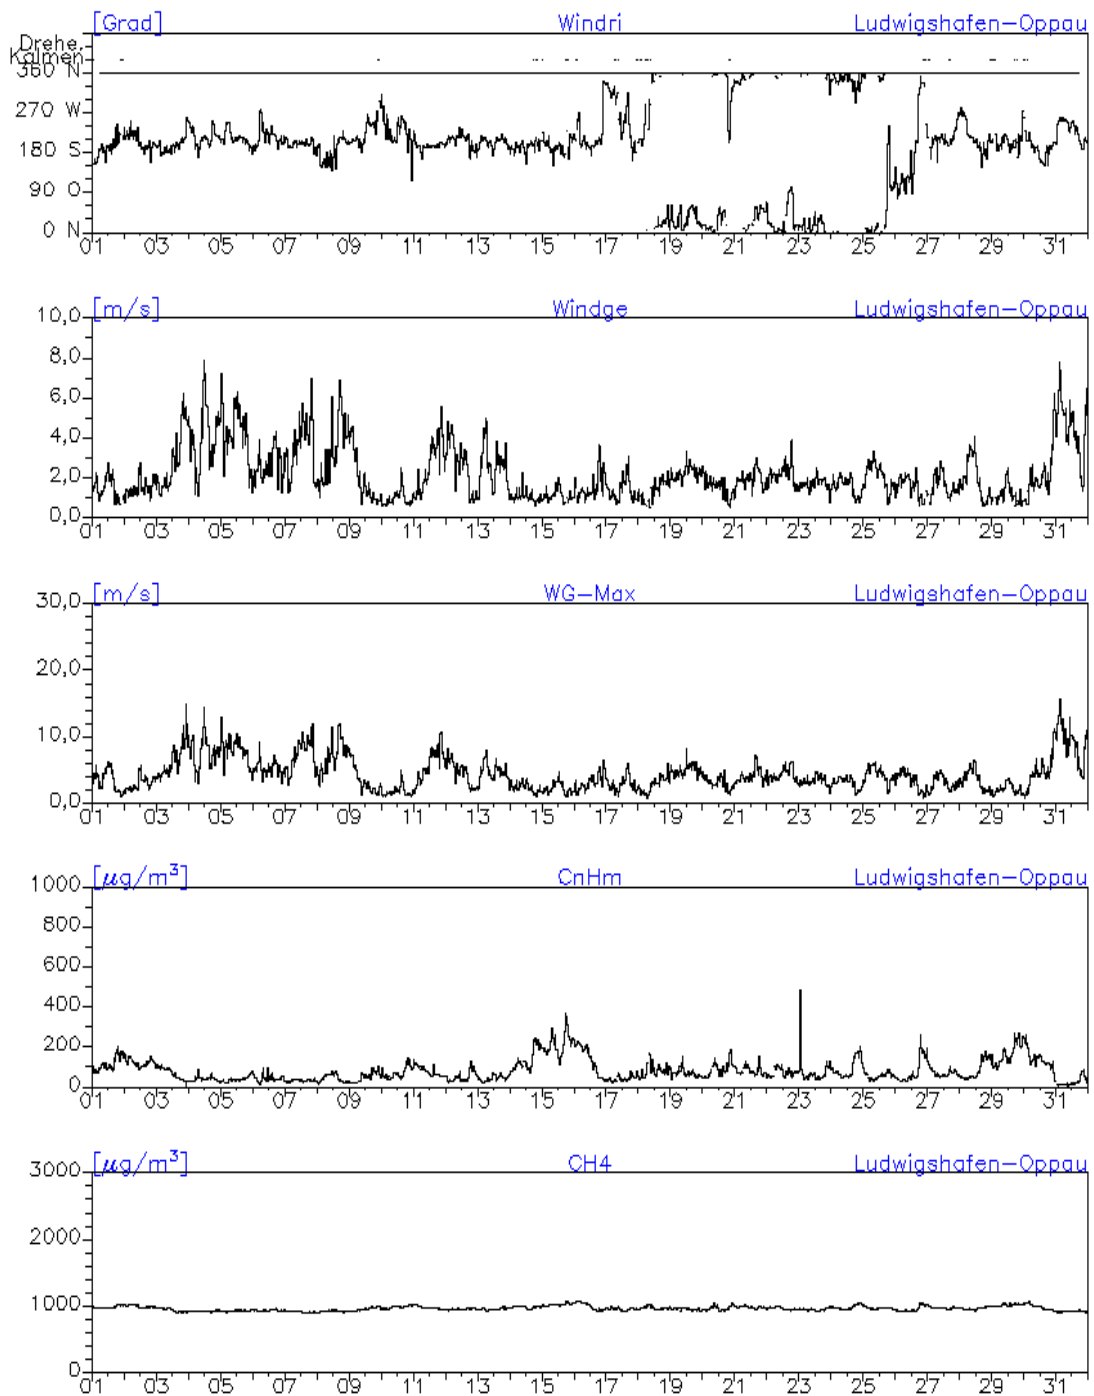 [Grad] Windri Ludwigshafen-Oppau
Drehe.
Kalmen
360 N
270 W
180 S
90 O
0 N
01 03 05 07 09 11 13 15 17 19 21 23 25 27 29 31
[m/s] Windge Ludwigshafen-Oppau
10,0
8,0
6,0
4,0
2,0
0,0
01 03 05 07 09 11 13 15 17 19 21 23 25 27 29 31
[m/s] WG-Max Ludwigshafen-Oppau
30,0
20,0
10,0
0,0
01 03 05 07 09 11 13 15 17 19 21 23 25 27 29 31
[µg/m³] CnHm Ludwigshafen-Oppau
1000
800
600
400
200
0
01 03 05 07 09 11 13 15 17 19 21 23 25 27 29 31
[µg/m³] CH4 Ludwigshafen-Oppau
3000
2000
1000
0
01 03 05 07 09 11 13 15 17 19 21 23 25 27 29 31